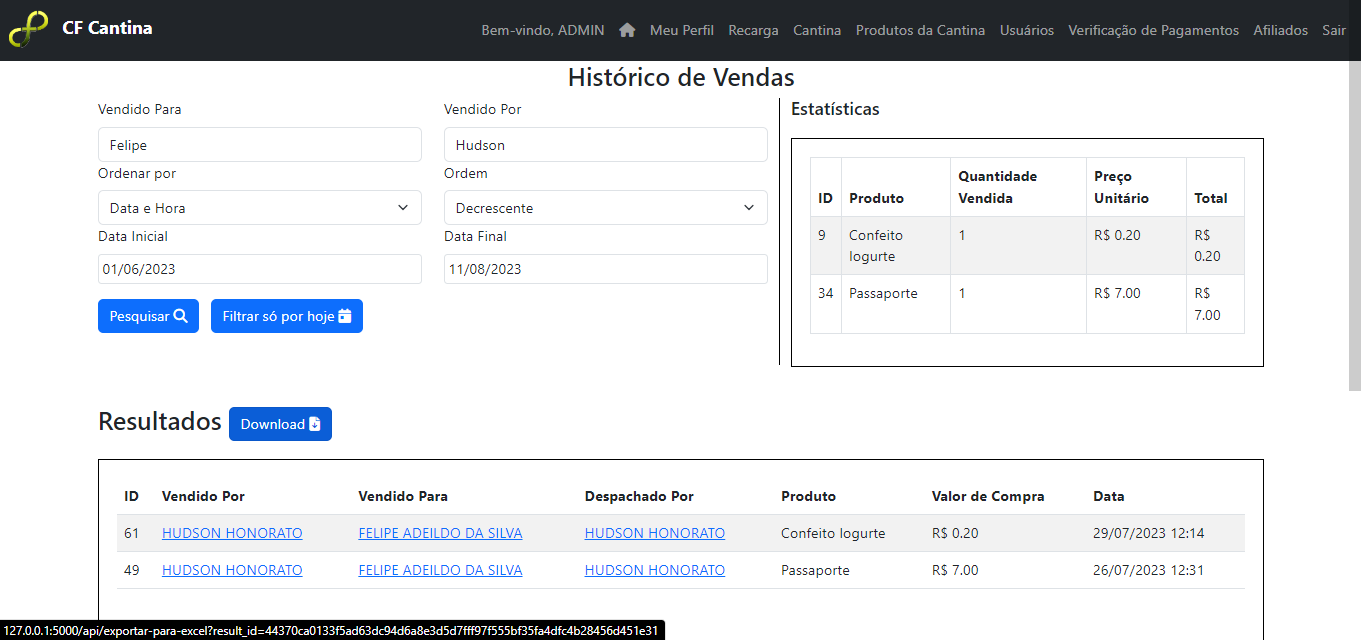 CF Cantina
Bem-vindo, ADMIN Meu Perfil Recarga Cantina Produtos da Cantina Usuários Verificação de Pagamentos Afiliados Sair
Histórico de Vendas
Vendido Para Vendido Por
Felipe Hudson
Ordenar por Ordem
Data e Hora Decrescente
Data Inicial Data Final
01/06/2023 11/08/2023
Pesquisar Filtrar só por hoje
Estatísticas
ID Produto Quantidade Vendida Preço Unitário Total
9 Confeito Iogurte 1 R$ 0.20 R$ 0.20
34 Passaporte 1 R$ 7.00 R$ 7.00
Resultados Download
ID Vendido Por Vendido Para Despachado Por Produto Valor de Compra Data
61 HUDSON HONORATO FELIPE ADEILDO DA SILVA HUDSON HONORATO Confeito Iogurte R$ 0.20 29/07/2023 12:14
49 HUDSON HONORATO FELIPE ADEILDO DA SILVA HUDSON HONORATO Passaporte R$ 7.00 26/07/2023 12:31
127.0.0.1:5000/api/exportar-para-excel?result_id=44370ca0133f5ad63dc94d6a8e3d5d7fff97f555bf35fa4dfc4b28456d451e31